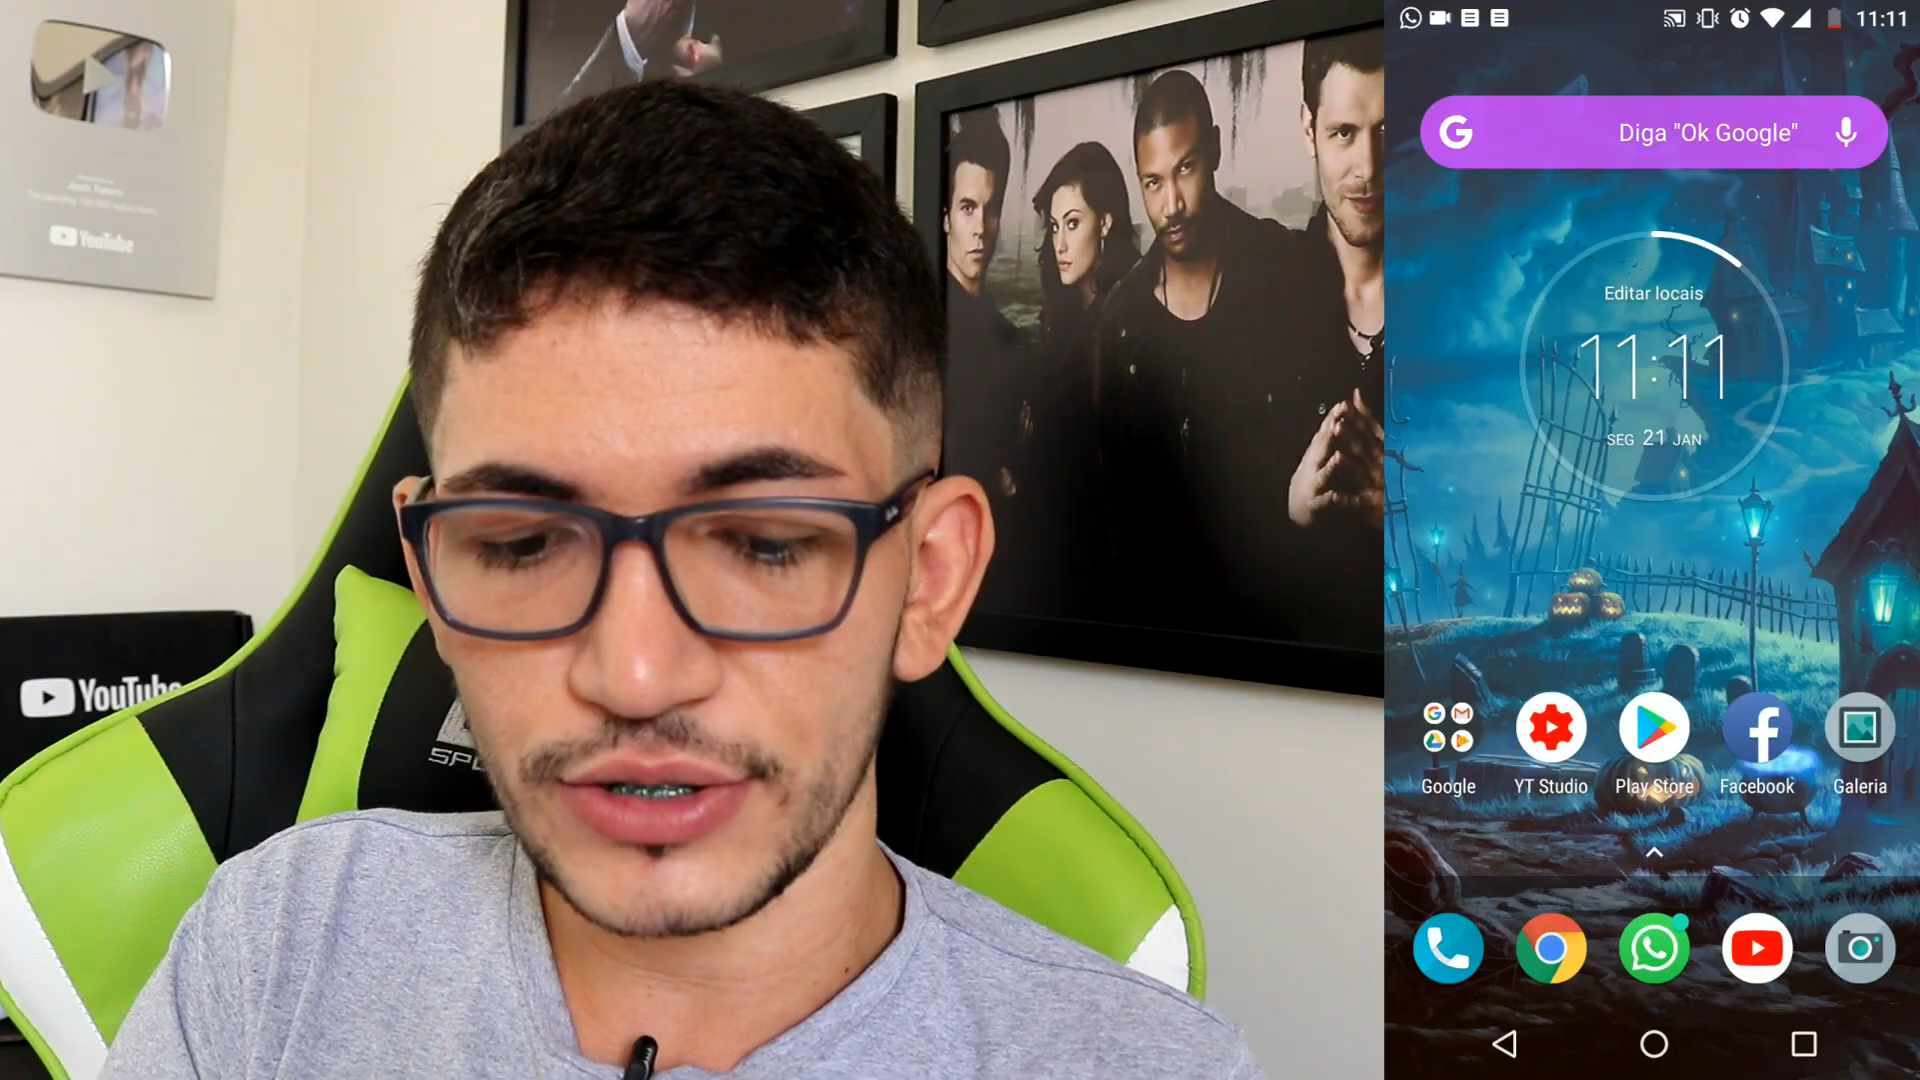 YouTube
YouTube
SPE
11:11
G
Diga "Ok Google"
Editar locais
11:11
SEG 21 JAN
Google
YT Studio
Play Store
Facebook
Galeria